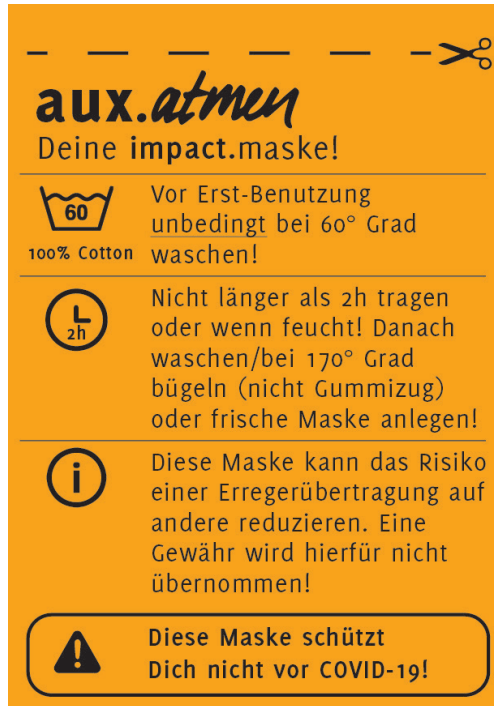 aux.atmen
Deine impact.maske!
60
100% Cotton
Vor Erst-Benutzung
unbedingt bei 60° Grad
waschen!
2h
Nicht länger als 2h tragen
oder wenn feucht! Danach
waschen/bei 170° Grad
bügeln (nicht Gummizug)
oder frische Maske anlegen!
i
Diese Maske kann das Risiko
einer Erregerübertragung auf
andere reduzieren. Eine
Gewähr wird hierfür nicht
übernommen!
Diese Maske schützt
Dich nicht vor COVID-19!